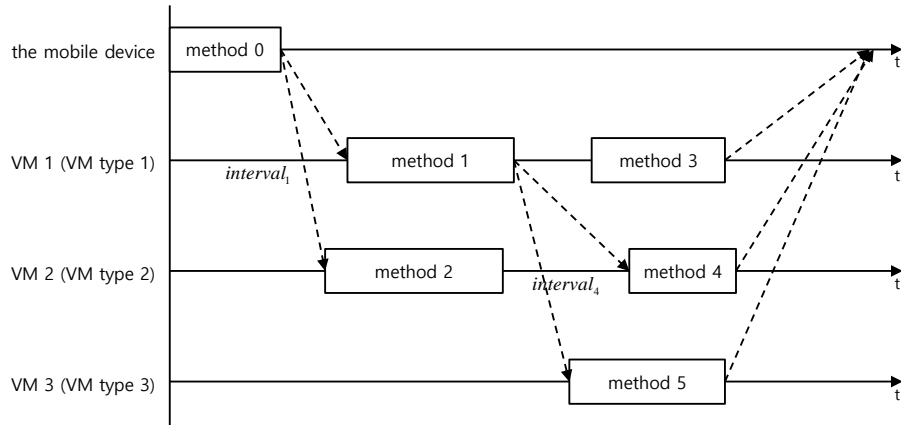 the mobile device
method 0
t
VM 1 (VM type 1)
method 1
method 3
t
interval₁
VM 2 (VM type 2)
method 2
method 4
t
interval₄
VM 3 (VM type 3)
method 5
t